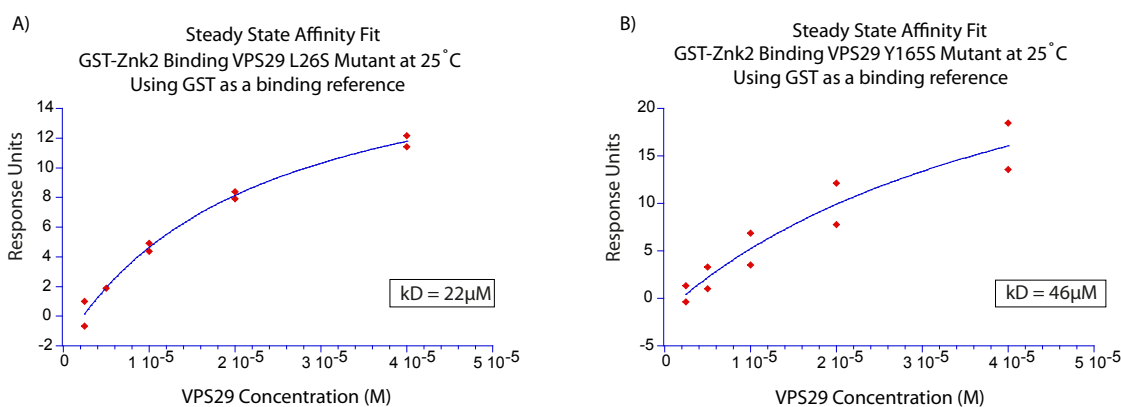 A)
Steady State Affinity Fit
GST-Znk2 Binding VPS29 L26S Mutant at 25˚C
Using GST as a binding reference
14
12
10
8
6
4
2
0
-2
Response Units
kD = 22µM
0
1 10-5
2 10-5
3 10-5
4 10-5
5 10-5
VPS29 Concentration (M)
B)
Steady State Affinity Fit
GST-Znk2 Binding VPS29 Y165S Mutant at 25˚C
Using GST as a binding reference
20
15
10
5
0
-5
Response Units
kD = 46µM
0
1 10-5
2 10-5
3 10-5
4 10-5
5 10-5
VPS29 Concentration (M)